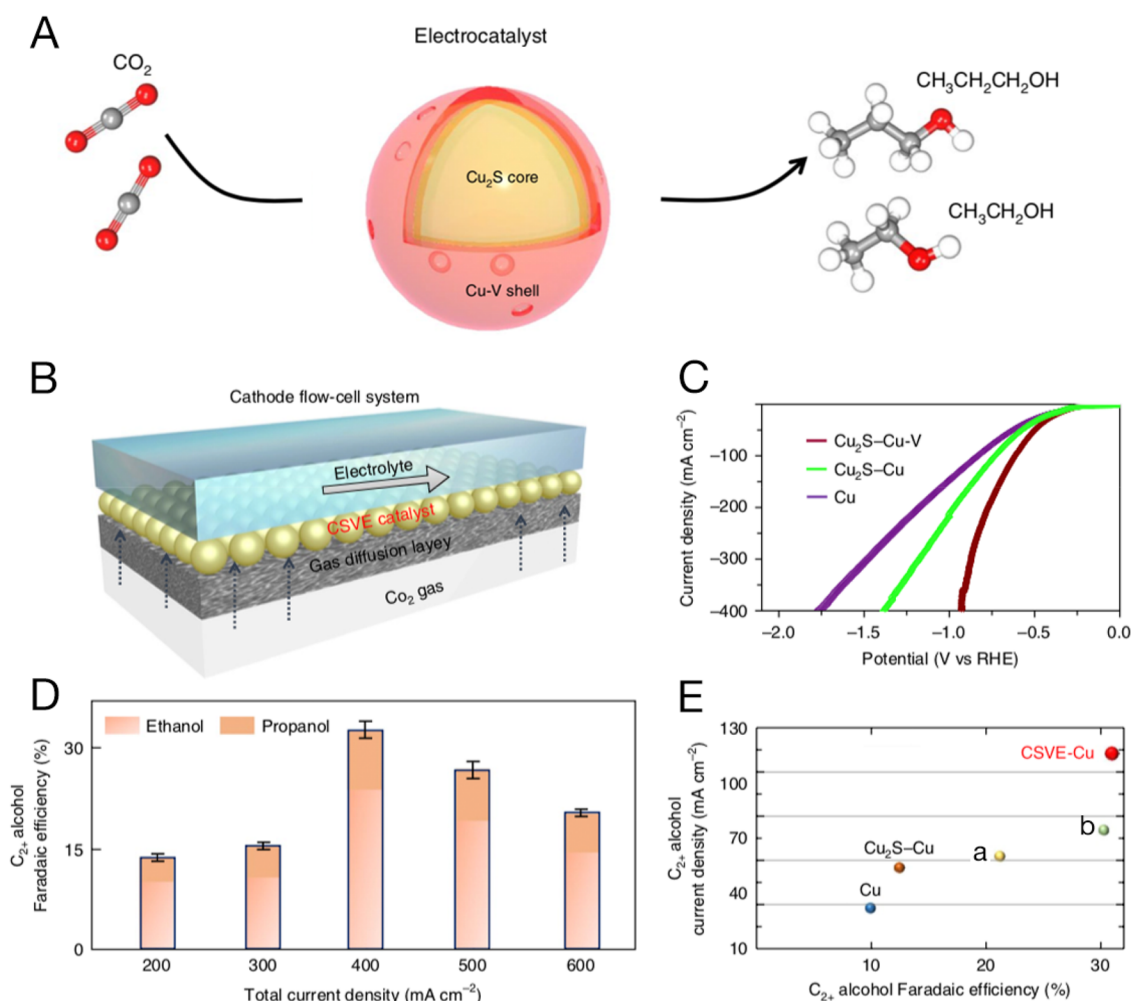 A
CO₂
Electrocatalyst
Cu₂S core
Cu-V shell
CH₃CH₂CH₂OH
CH₃CH₂OH
B
Cathode flow-cell system
Electrolyte
CSVE catalyst
Gas diffusion layey
Co₂ gas
C
Current density (mA cm⁻²)
−100
−200
−300
−400
Cu₂S–Cu-V
Cu₂S–Cu
Cu
−2.0 −1.5 −1.0 −0.5 0.0
Potential (V vs RHE)
D
C₂₊ alcohol
Faradaic efficiency (%)
Ethanol Propanol
30
15
0
200 300 400 500 600
Total current density (mA cm⁻²)
E
C₂₊ alcohol
current density (mA cm⁻²)
130
100
70
40
10
CSVE-Cu
b
a
Cu₂S–Cu
Cu
10 20 30
C₂₊ alcohol Faradaic efficiency (%)